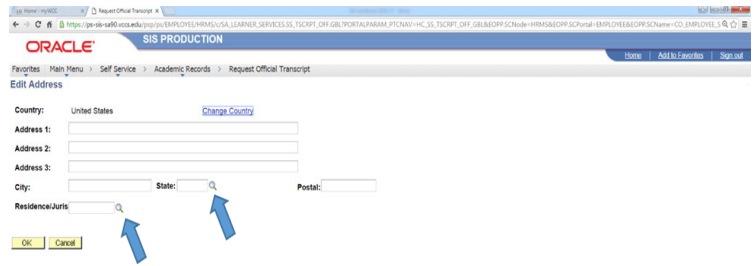 Home - myWCC Request Official Transcript
https://ps-sis-sa90.vccs.edu/psp/ps/EMPLOYEE/HRMS/c/SA_LEARNER_SERVICES.SS_TSCRPT_OFF.GBL?PORTALPARAM_PTCNAV=HC_SS_TSCRPT_OFF_GBL&EOPP.SCNode=HRMS&EOPP.SCPortal=EMPLOYEE&EOPP.SCName=CO_EMPLOYEE_S
ORACLE' SIS PRODUCTION
Home Add to Favorites Sign out
Favorites Main Menu > Self Service > Academic Records > Request Official Transcript
Edit Address
Country: United States Change Country
Address 1:
Address 2:
Address 3:
City: State: Postal:
Residence/Juris
OK Cancel